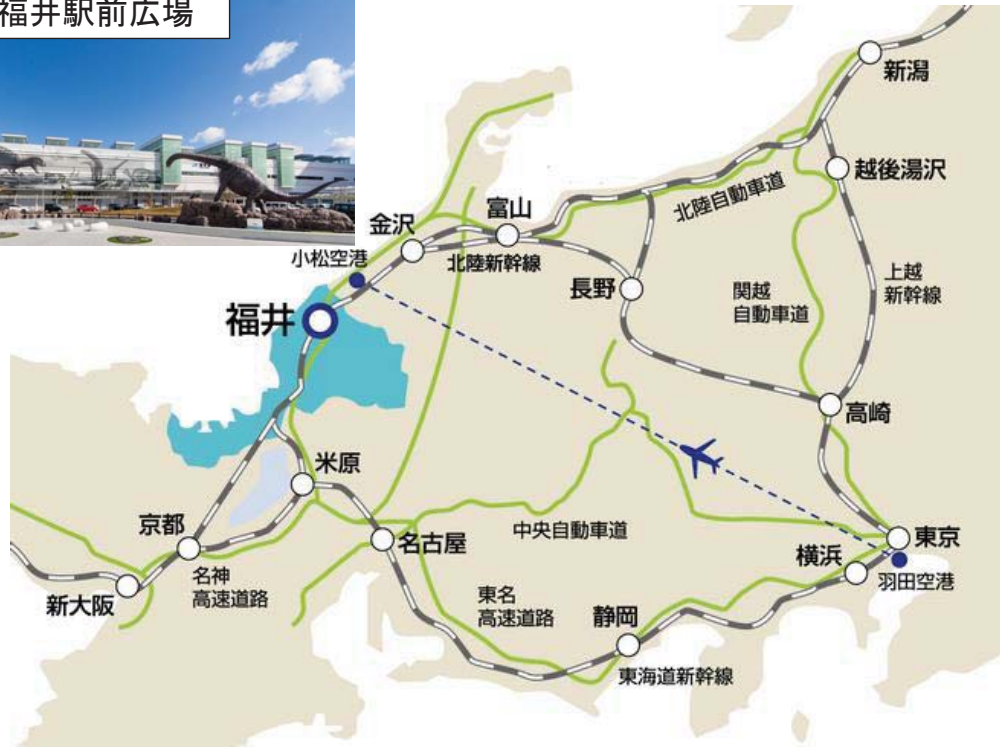 福井駅前広場
新潟
越後湯沢
北陸自動車道
富山
金沢
小松空港
北陸新幹線
長野
関越
自動車道
上越
新幹線
福井
高崎
米原
京都
中央自動車道
名古屋
東京
横浜
羽田空港
名神
高速道路
新大阪
東名
高速道路
静岡
東海道新幹線